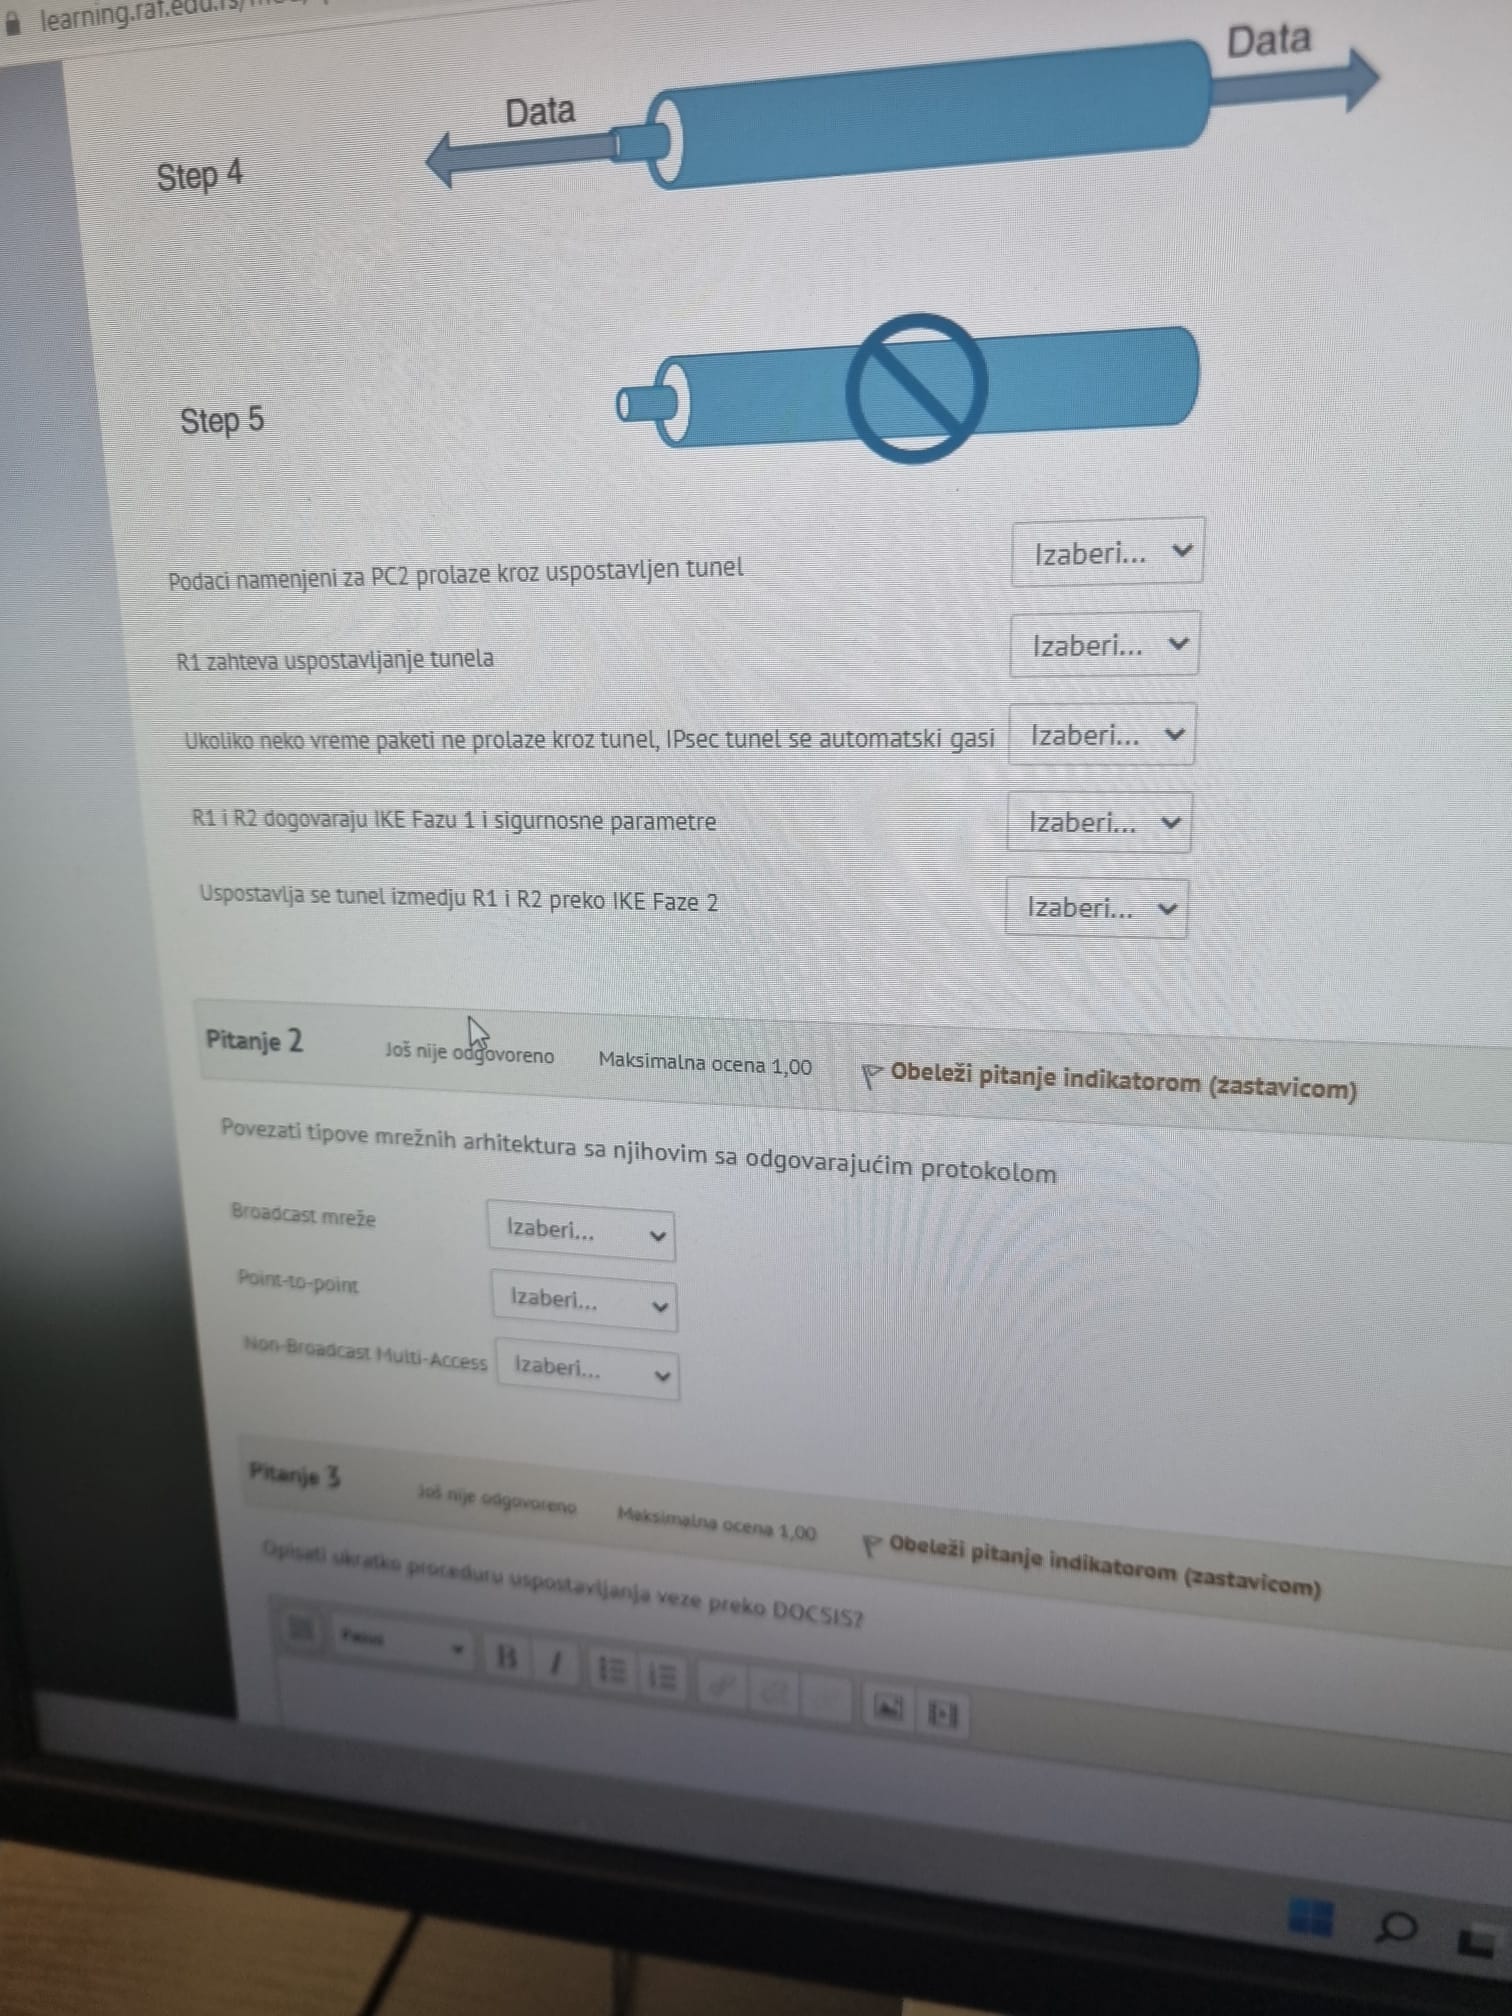 learning.raf.edu.rs/
Data
Data
Step 4
Step 5
Podaci namenjeni za PC2 prolaze kroz uspostavljen tunel
Izaberi...
R1 zahteva uspostavljanje tunela
Izaberi...
Ukoliko neko vreme paketi ne prolaze kroz tunel, IPsec tunel se automatski gasi
Izaberi...
R1 i R2 dogovaraju IKE Fazu 1 i sigurnosne parametre
Izaberi...
Uspostavlja se tunel izmedju R1 i R2 preko IKE Faze 2
Izaberi...
Pitanje 2 Još nije odgovoreno Maksimalna ocena 1,00 Obeleži pitanje indikatorom (zastavicom)
Povezati tipove mrežnih arhitektura sa njihovim sa odgovarajućim protokolom
Broadcast mreže Izaberi...
Point-to-point Izaberi...
Non-Broadcast Multi-Access Izaberi...
Pitanje 3 Još nije odgovoreno Maksimalna ocena 1,00 Obeleži pitanje indikatorom (zastavicom)
Opisati ukratko proceduru uspostavljanja veze preko DOCSIS?
B I